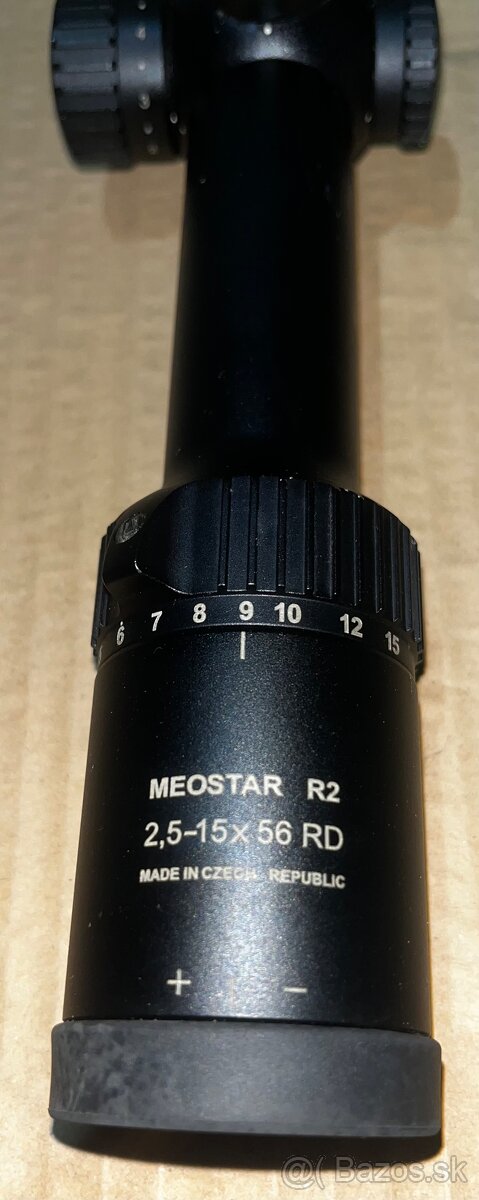 6 7 8 9 10 12 15
MEOSTAR R2
2,5-15x 56 RD
MADE IN CZECH REPUBLIC
+ -
@( Bazos.sk